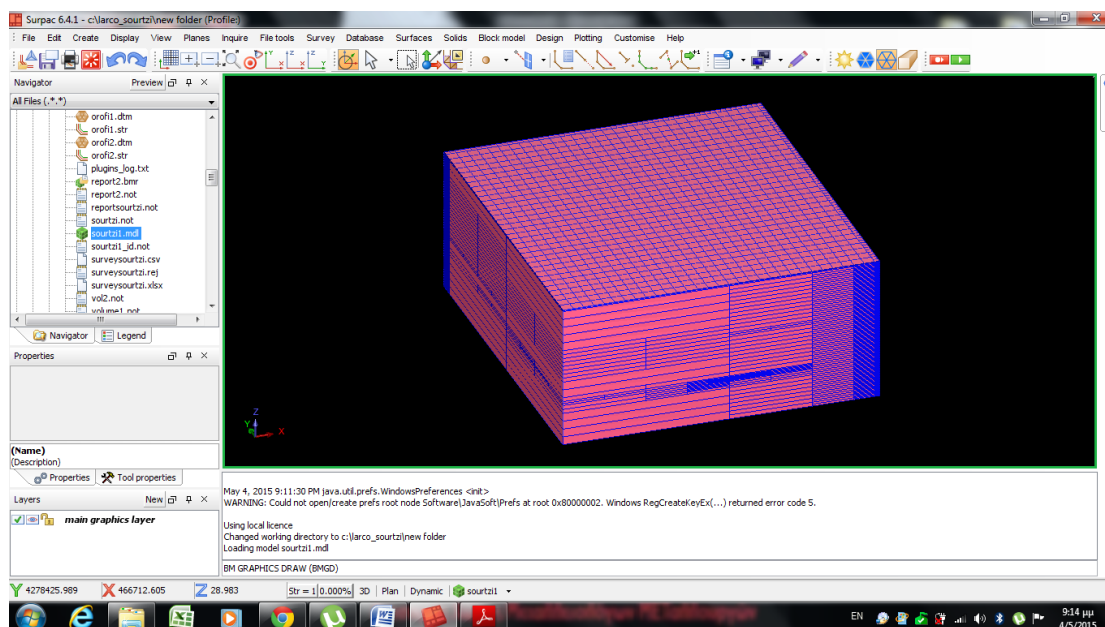 Surpac 6.4.1 - c:\larco_sourtzi\new folder (Profile:)
File Edit Create Display View Planes Inquire File tools Survey Database Surfaces Solids Block model Design Plotting Customise Help
Navigator Preview
All Files (.*.*)
orofi1.dtm
orofi1.str
orofi2.dtm
orofi2.str
plugins_log.txt
report2.bmr
report2.not
reportsourtzi.not
sourtzi.not
sourtzi1.mdl
sourtzi1_id.not
surveysourtzi.csv
surveysourtzi.rej
surveysourtzi.xlsx
vol2.not
volume1.not
Navigator Legend
Properties
(Name)
(Description)
Properties Tool properties
Layers New
main graphics layer
Z
Y
X
May 4, 2015 9:11:30 PM java.util.prefs.WindowsPreferences <init>
WARNING: Could not open/create prefs root node Software\JavaSoft\Prefs at root 0x80000002. Windows RegCreateKeyEx(...) returned error code 5.
Using local licence
Changed working directory to c:\larco_sourtzi\new folder
Loading model sourtzi1.mdl
BM GRAPHICS DRAW (BMGD)
Y 4278425.989 X 466712.605 Z 28.983 Str = 1 0.000% 3D Plan Dynamic sourtzi1
EN 9:14 μμ
4/5/2015